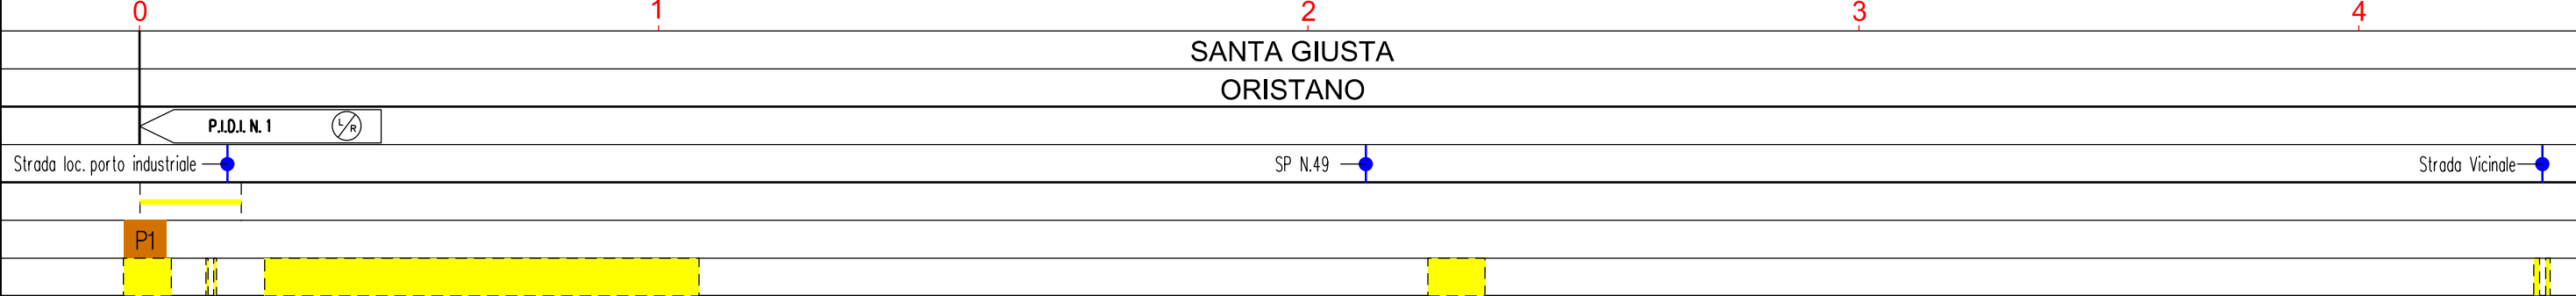 0 1 2 3 4
SANTA GIUSTA
ORISTANO
P.I.D.I. N. 1 L/R
Strada loc. porto industriale SP N.49 Strada Vicinale
P1